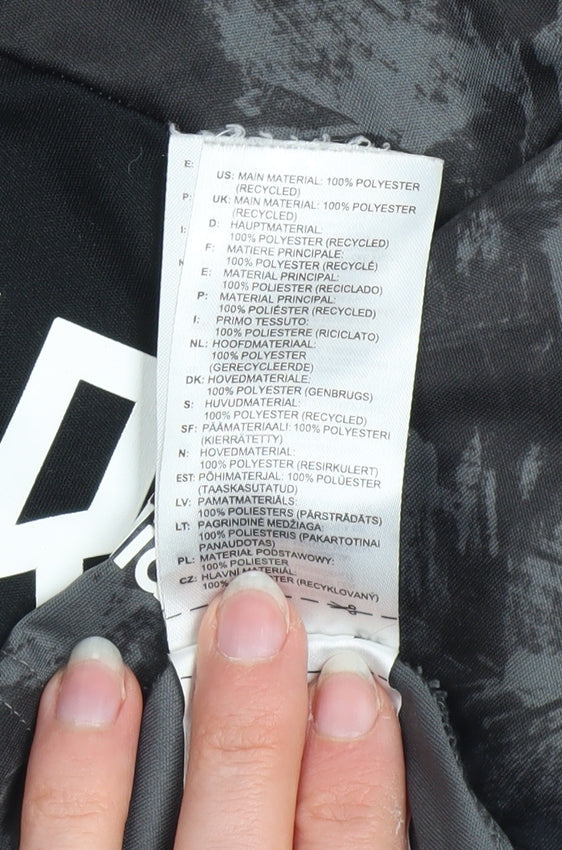 US: MAIN MATERIAL: 100% POLYESTER
(RECYCLED)
UK: MAIN MATERIAL: 100% POLYESTER
(RECYCLED)
D: HAUPTMATERIAL:
100% POLYESTER (RECYCLED)
F: MATIERE PRINCIPALE:
100% POLYESTER (RECYCLÉ)
E: MATERIAL PRINCIPAL:
100% POLIESTER (RECICLADO)
P: MATERIAL PRINCIPAL:
100% POLIÉSTER (RECYCLED)
I: PRIMO TESSUTO:
100% POLIESTERE (RICICLATO)
NL: HOOFDMATERIAAL:
100% POLYESTER
(GERECYCLEERDE)
DK: HOVEDMATERIALE:
100% POLYESTER (GENBRUGS)
S: HUVUDMATERIAL:
100% POLYESTER (RECYCLED)
SF: PÄÄMATERIAALI: 100% POLYESTERI
(KIERRÄTETTY)
N: HOVEDMATERIAL:
100% POLYESTER (RESIRKULERT)
EST: PÕHIMATERJAL: 100% POLÜESTER
(TAASKASUTATUD)
LV: PAMATMATERIĀLS:
100% POLIESTERS (PĀRSTRĀDĀTS)
LT: PAGRINDINĖ MEDŽIAGA:
100% POLIESTERIS (PAKARTOTINAI
PANAUDOTAS)
PL: MATERIAŁ PODSTAWOWY:
100% POLIESTER
CZ: HLAVNÍ MATERIÁL:
100% (RECYKLOVANÝ)
E:
P:
I: